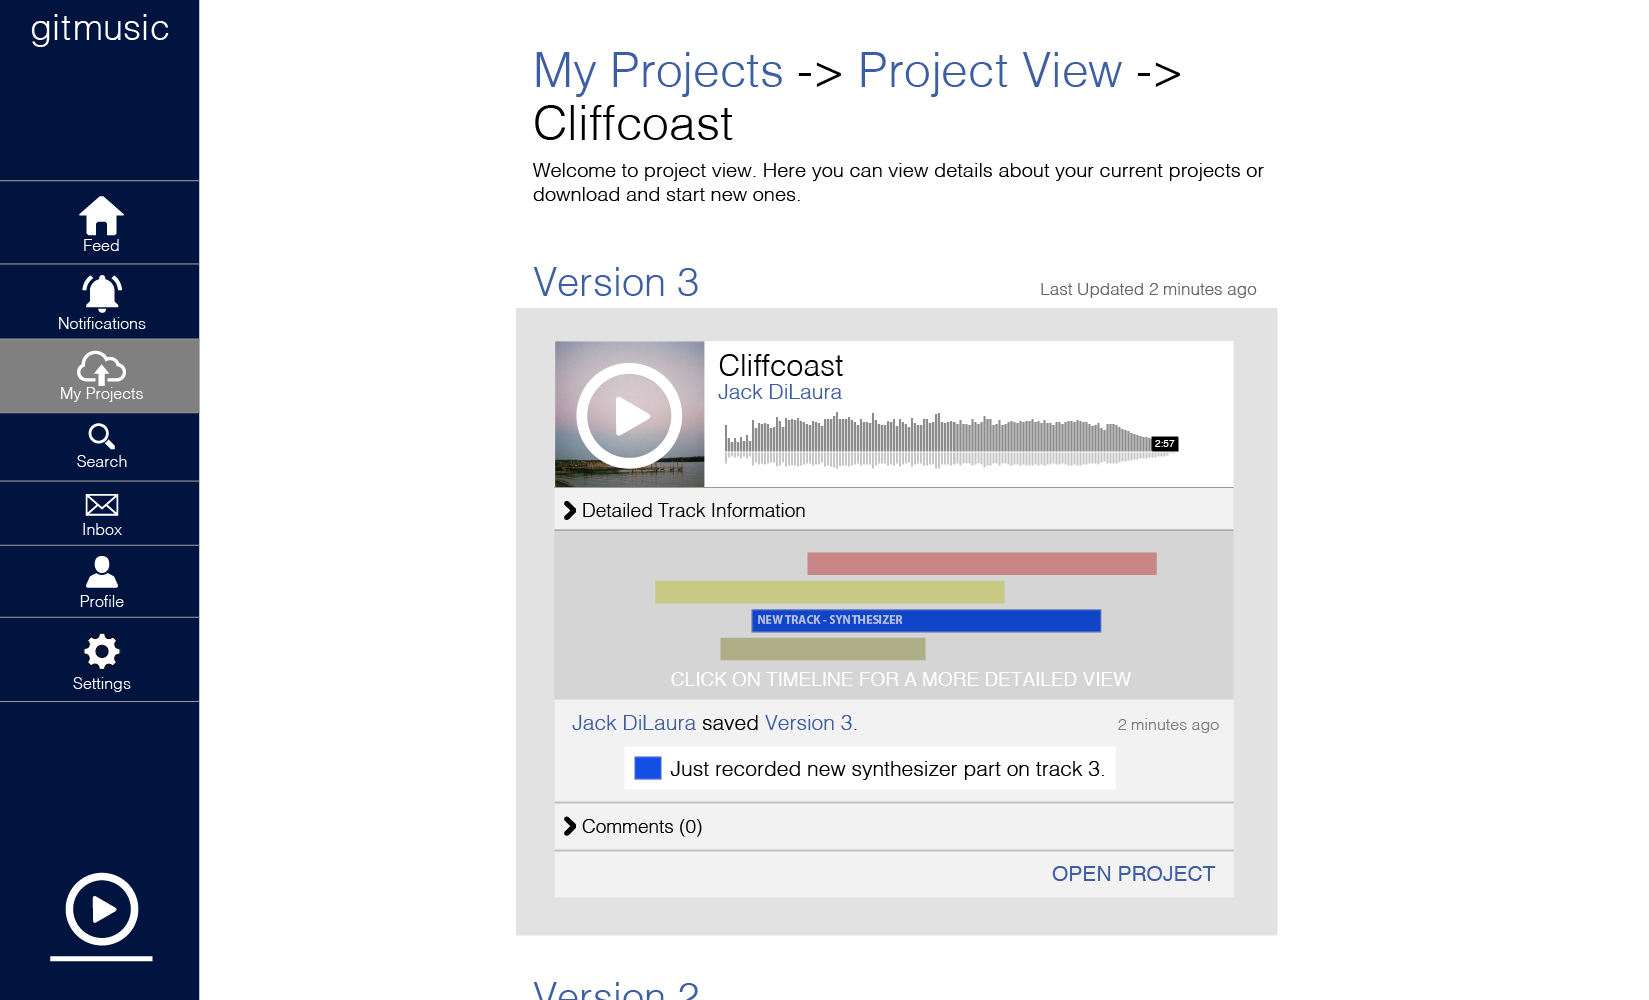 gitmusic
Feed
Notifications
My Projects
Search
Inbox
Profile
Settings
My Projects -> Project View ->
Cliffcoast
Welcome to project view. Here you can view details about your current projects or
download and start new ones.
Version 3
Last Updated 2 minutes ago
Cliffcoast
Jack DiLaura
2:57
Detailed Track Information
NEW TRACK - SYNTHESIZER
CLICK ON TIMELINE FOR A MORE DETAILED VIEW
Jack DiLaura saved Version 3.
2 minutes ago
Just recorded new synthesizer part on track 3.
Comments (0)
OPEN PROJECT
Version 2